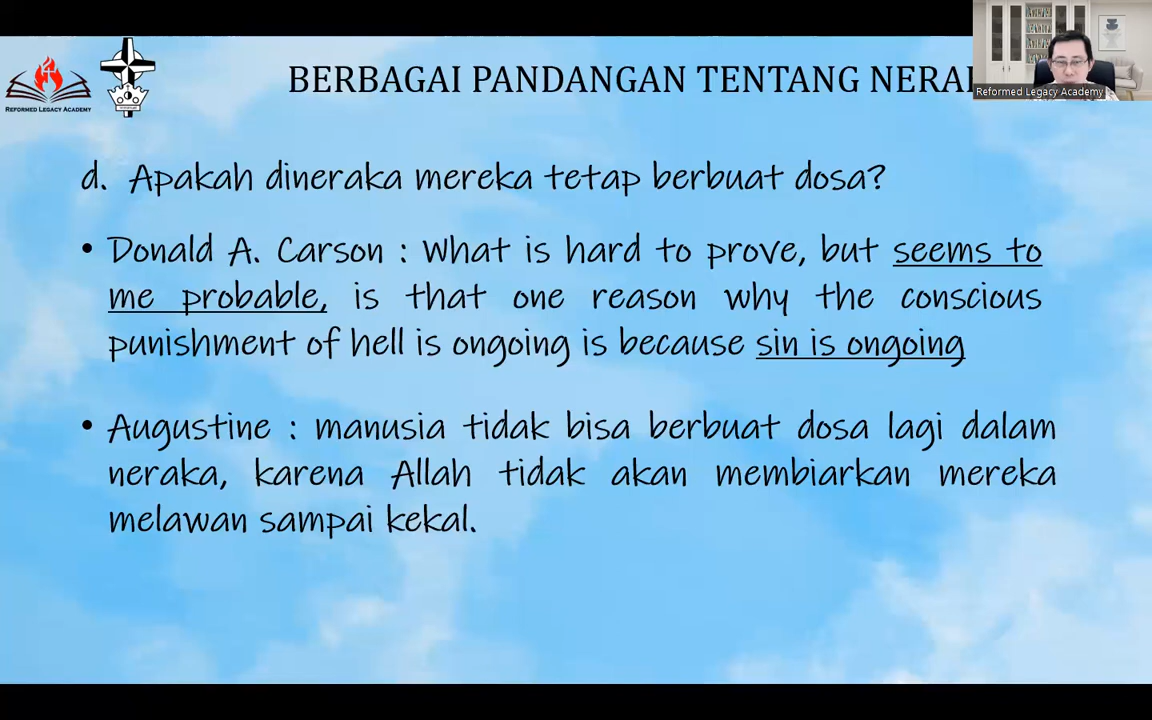 REFORMED LEGACY ACADEMY
BERBAGAI PANDANGAN TENTANG
Reformed Legacy Academy
d. Apakah dineraka mereka tetap berbuat dosa?
• Donald A. Carson : What is hard to prove, but seems to
me probable, is that one reason why the conscious
punishment of hell is ongoing is because sin is ongoing
• Augustine : manusia tidak bisa berbuat dosa lagi dalam
neraka, karena Allah tidak akan membiarkan mereka
melawan sampai kekal.